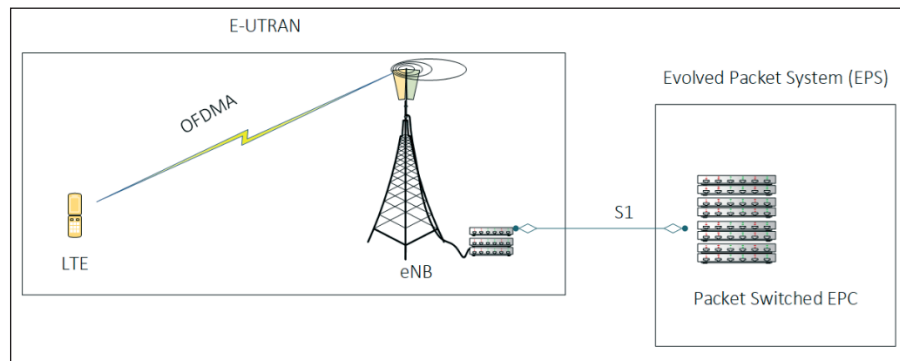 E-UTRAN
Evolved Packet System (EPS)
OFDMA
S1
LTE
eNB
Packet Switched EPC